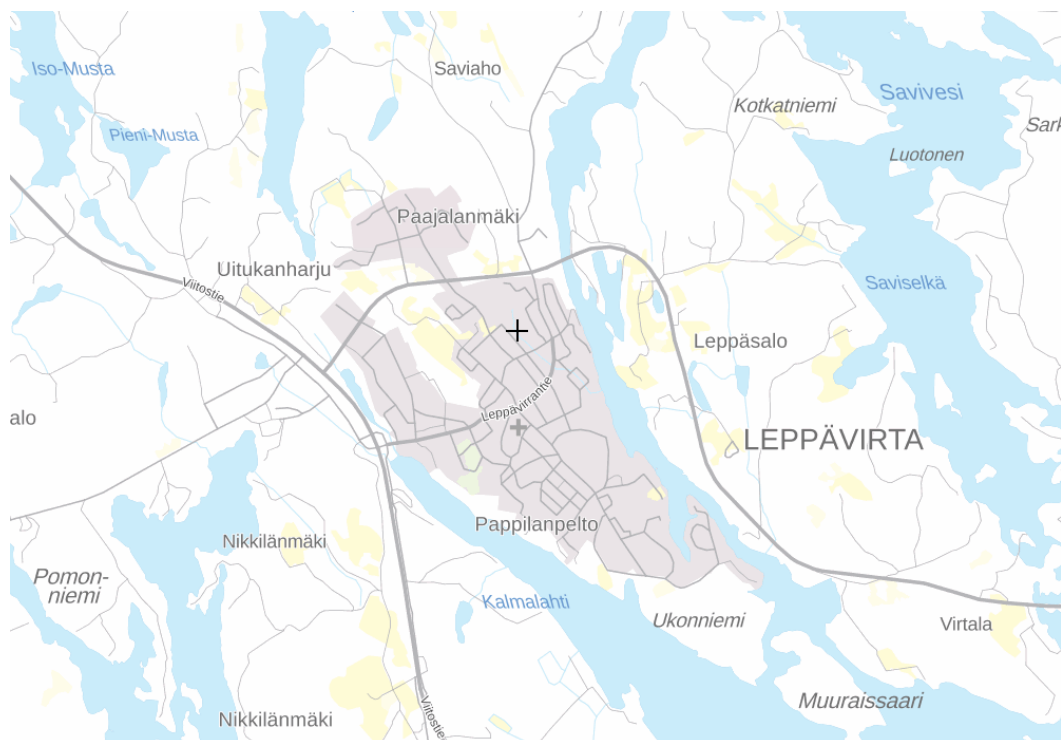 Iso-Musta
Saviaho
Savivesi
Kotkatniemi
Sark
Pieni-Musta
Luotonen
Paajalanmäki
Uitukanharju
Viitostie
Saviselkä
Leppäsalo
Leppävirrantie
alo
LEPPÄVIRTA
Pappilanpelto
Nikkilänmäki
Pomon-
niemi
Kalmalahti
Ukonniemi
Virtala
Muuraissaari
Nikkilänmäki
Viitostie